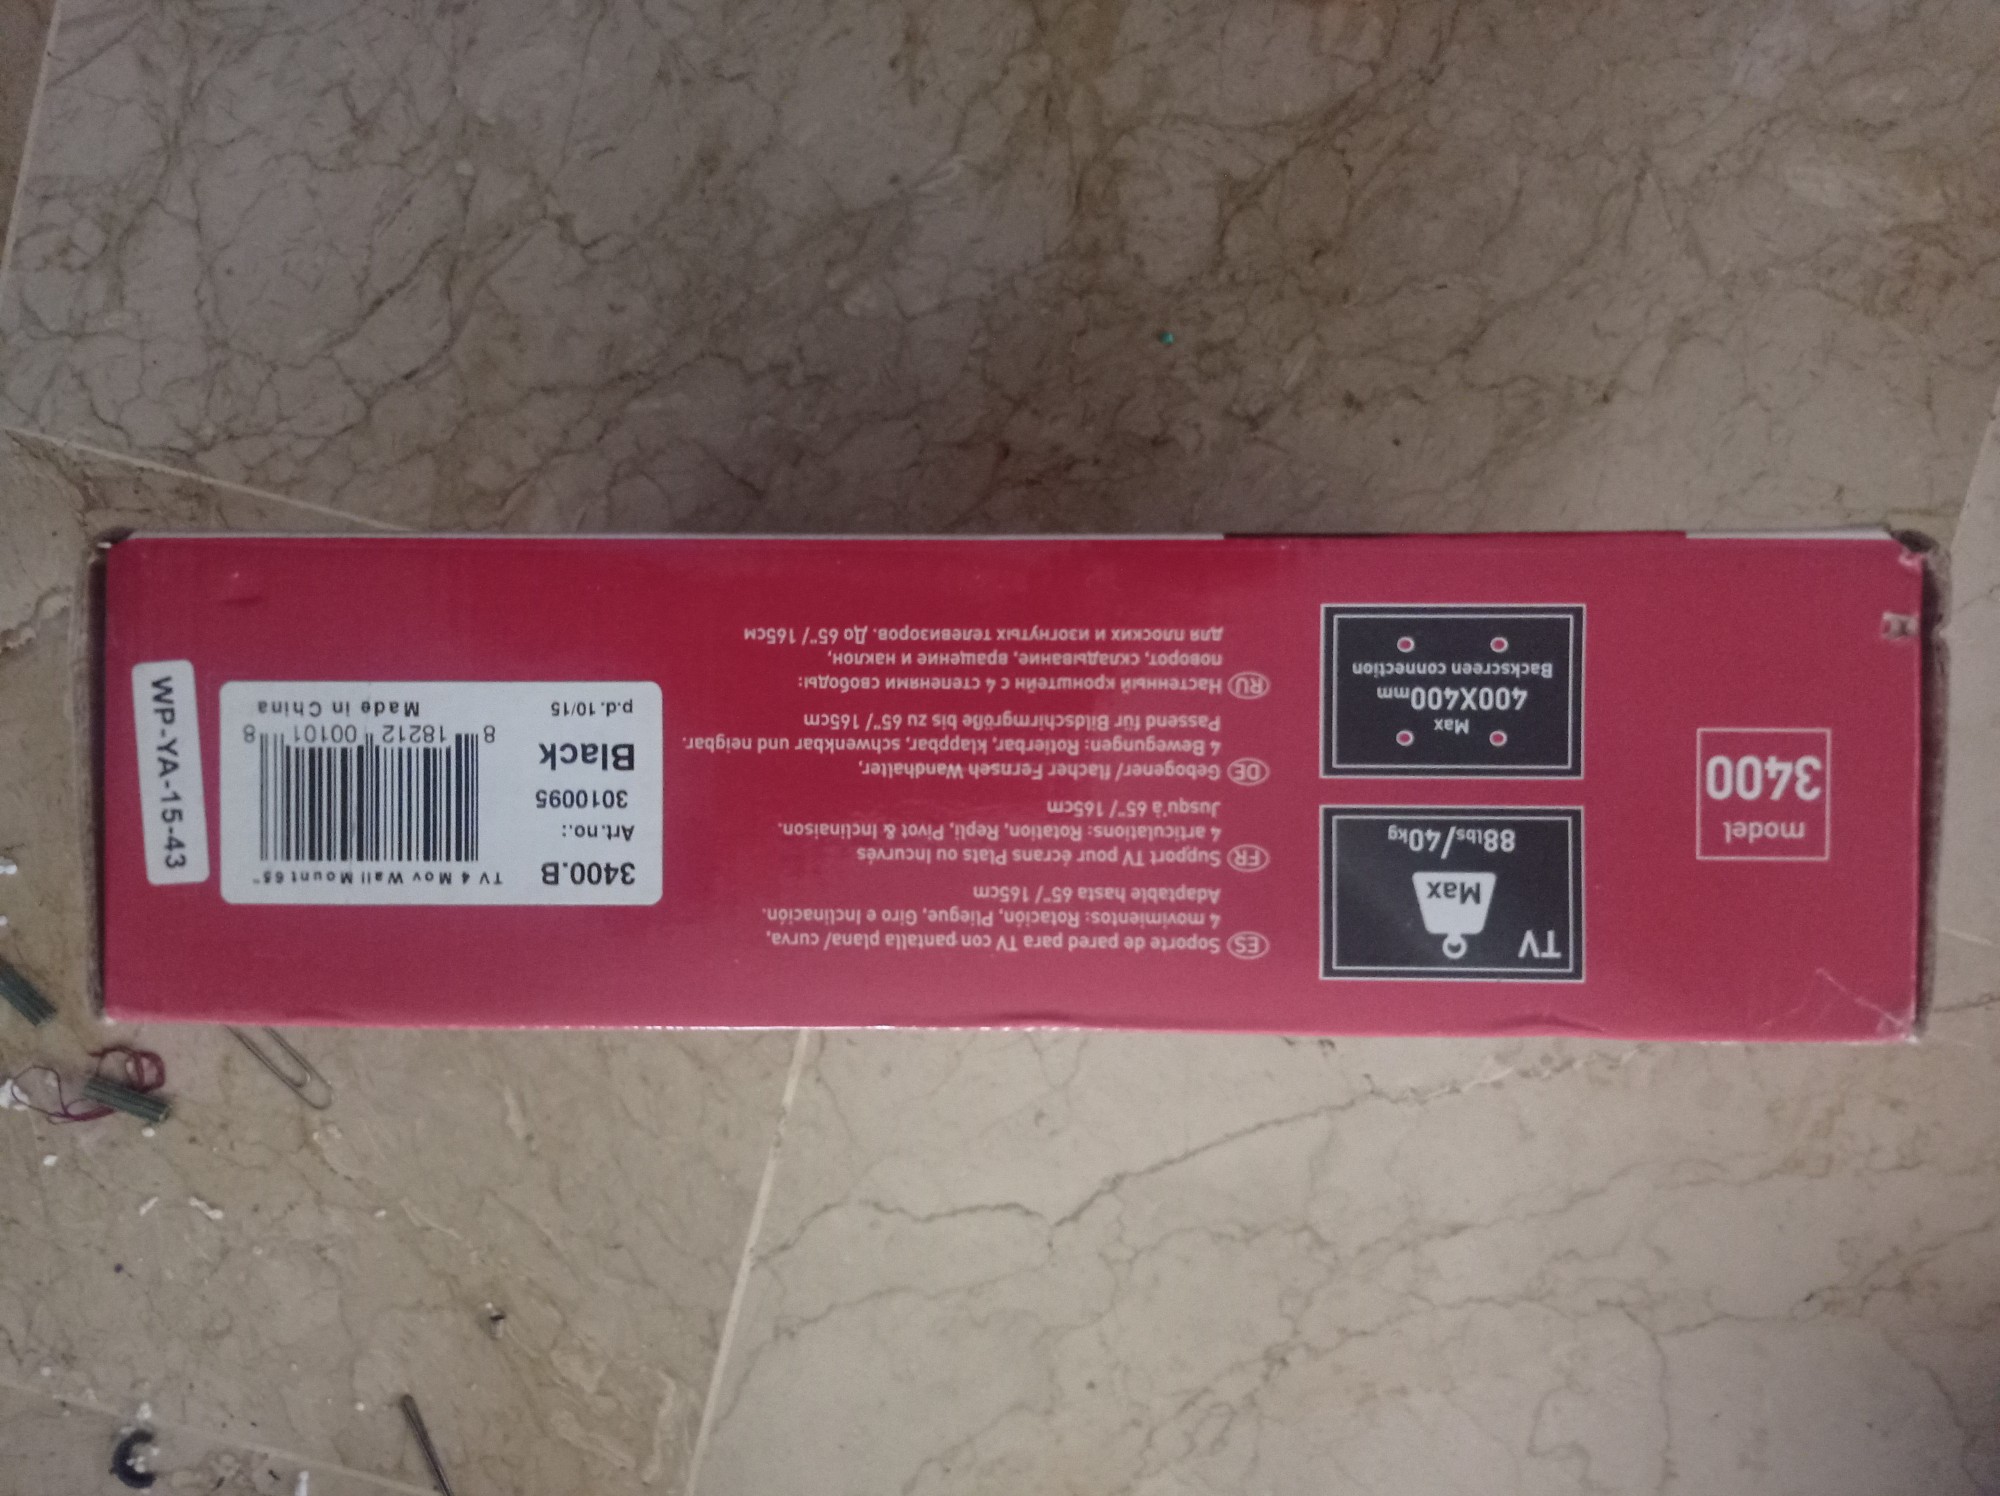 model
3400
TV
Max
88lbs/40kg
Max
400X400mm
Backscreen connection
ES Soporte de pared para TV con pantalla plana/ curva,
4 movimientos: Rotación, Pliegue, Giro e Inclinación.
Adaptable hasta 65"/ 165cm
FR Support TV pour écrans Plats ou Incurvés
4 articulations: Rotation, Repli, Pivot & Inclinaison.
Jusqu'à 65"/ 165cm
DE Gebogener/ flacher Fernseh Wandhalter,
4 Bewegungen: Rotierbar, klappbar, schwenkbar und neigbar.
Passend für Bildschirmgröße bis zu 65"/ 165cm
RU Настенный кронштейн с 4 степенями свободы:
поворот, складывание, вращение и наклон,
для плоских и изогнутых телевизоров. До 65"/ 165см
3400.B TV 4 Mov Wall Mount 65"
Art.no.:
3010095
Black
8 18212 00101 8
p.d. 10/15 Made in China
WP-YA-15-43